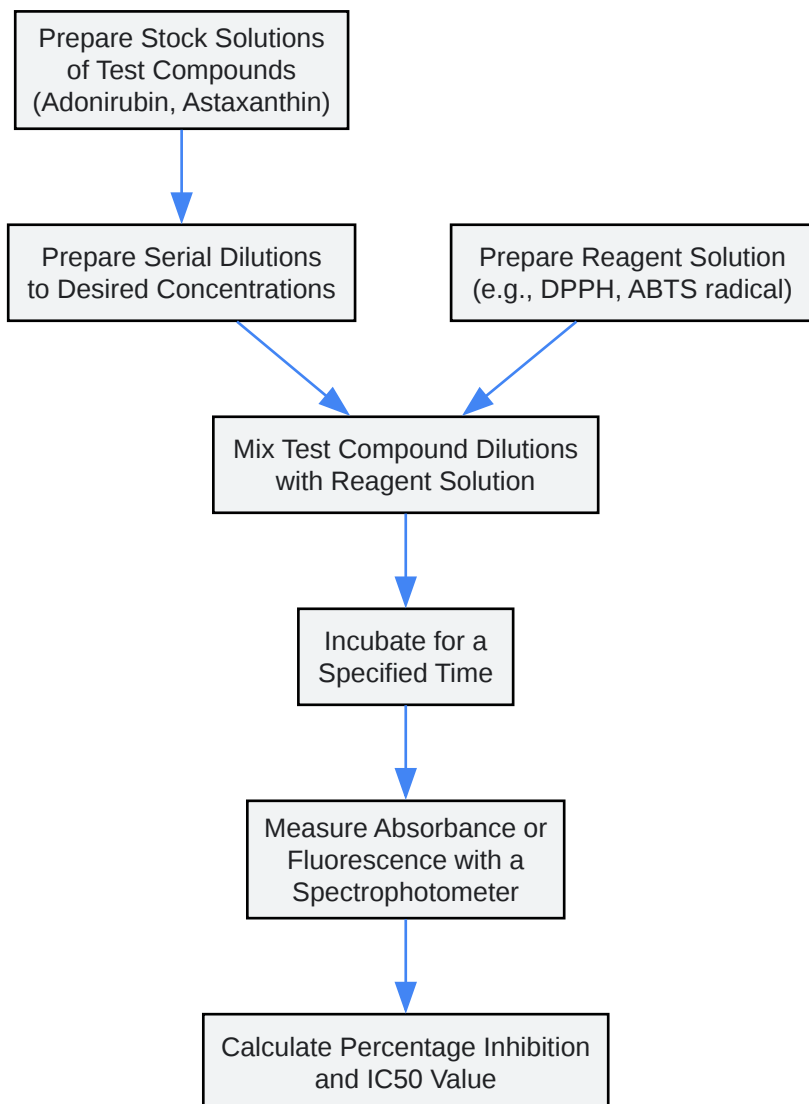 Prepare Stock Solutions
of Test Compounds
(Adonirubin, Astaxanthin)
Prepare Serial Dilutions
to Desired Concentrations
Prepare Reagent Solution
(e.g., DPPH, ABTS radical)
Mix Test Compound Dilutions
with Reagent Solution
Incubate for a
Specified Time
Measure Absorbance or
Fluorescence with a
Spectrophotometer
Calculate Percentage Inhibition
and IC50 Value